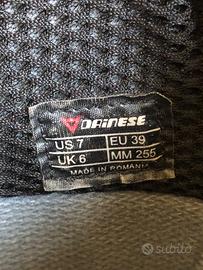 DAINESE
US 7 EU 39
UK 6 MM 255
MADE IN ROMANIA
subito